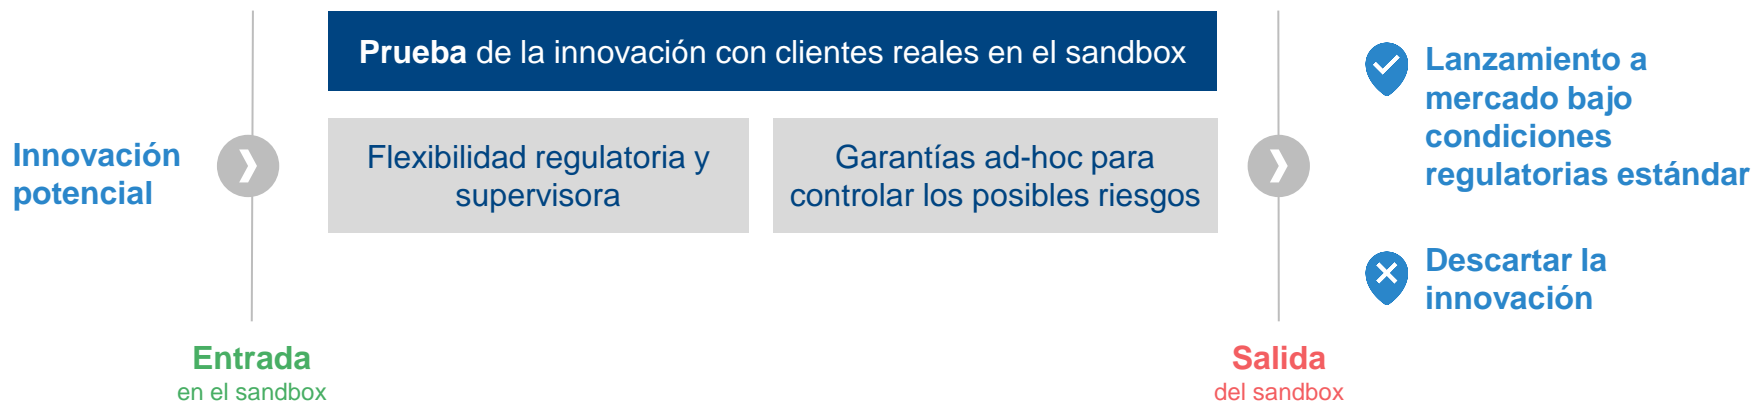 Innovación
potencial
Entrada
en el sandbox
Prueba de la innovación con clientes reales en el sandbox
Flexibilidad regulatoria y
supervisora
Garantías ad-hoc para
controlar los posibles riesgos
Salida
del sandbox
Lanzamiento a
mercado bajo
condiciones
regulatorias estándar
Descartar la
innovación